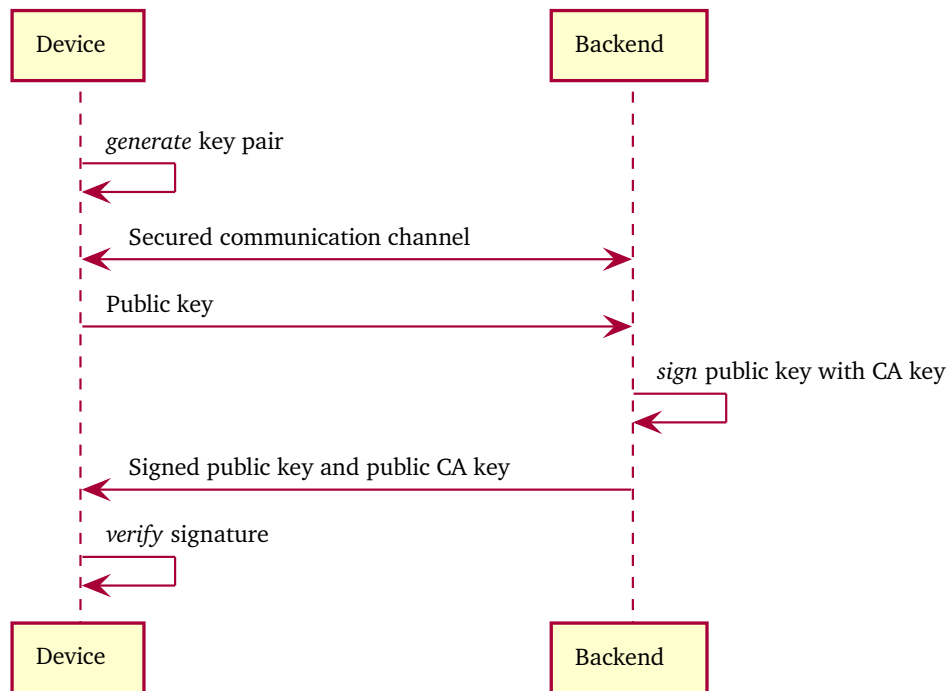 Device
Backend
generate key pair
Secured communication channel
Public key
sign public key with CA key
Signed public key and public CA key
verify signature
Device
Backend